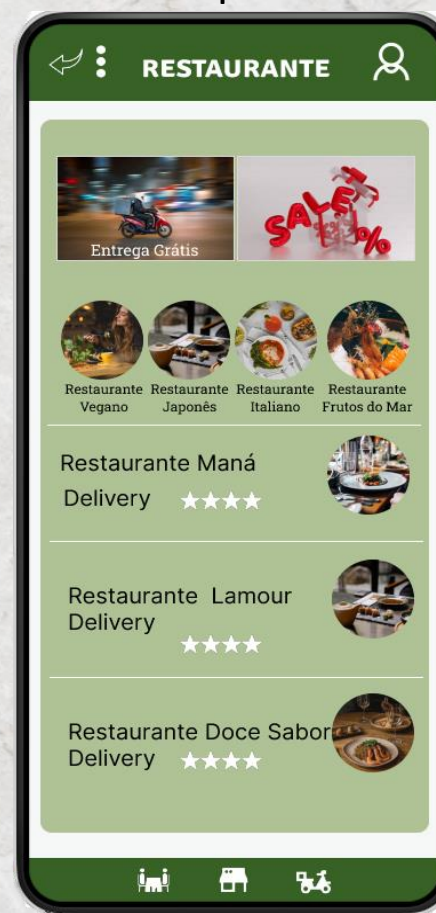 RESTAURANTE
Entrega Grátis
SALE %
Restaurante Vegano
Restaurante Japonês
Restaurante Italiano
Restaurante Frutos do Mar
Restaurante Maná
Delivery
Restaurante Lamour
Delivery
Restaurante Doce Sabor
Delivery